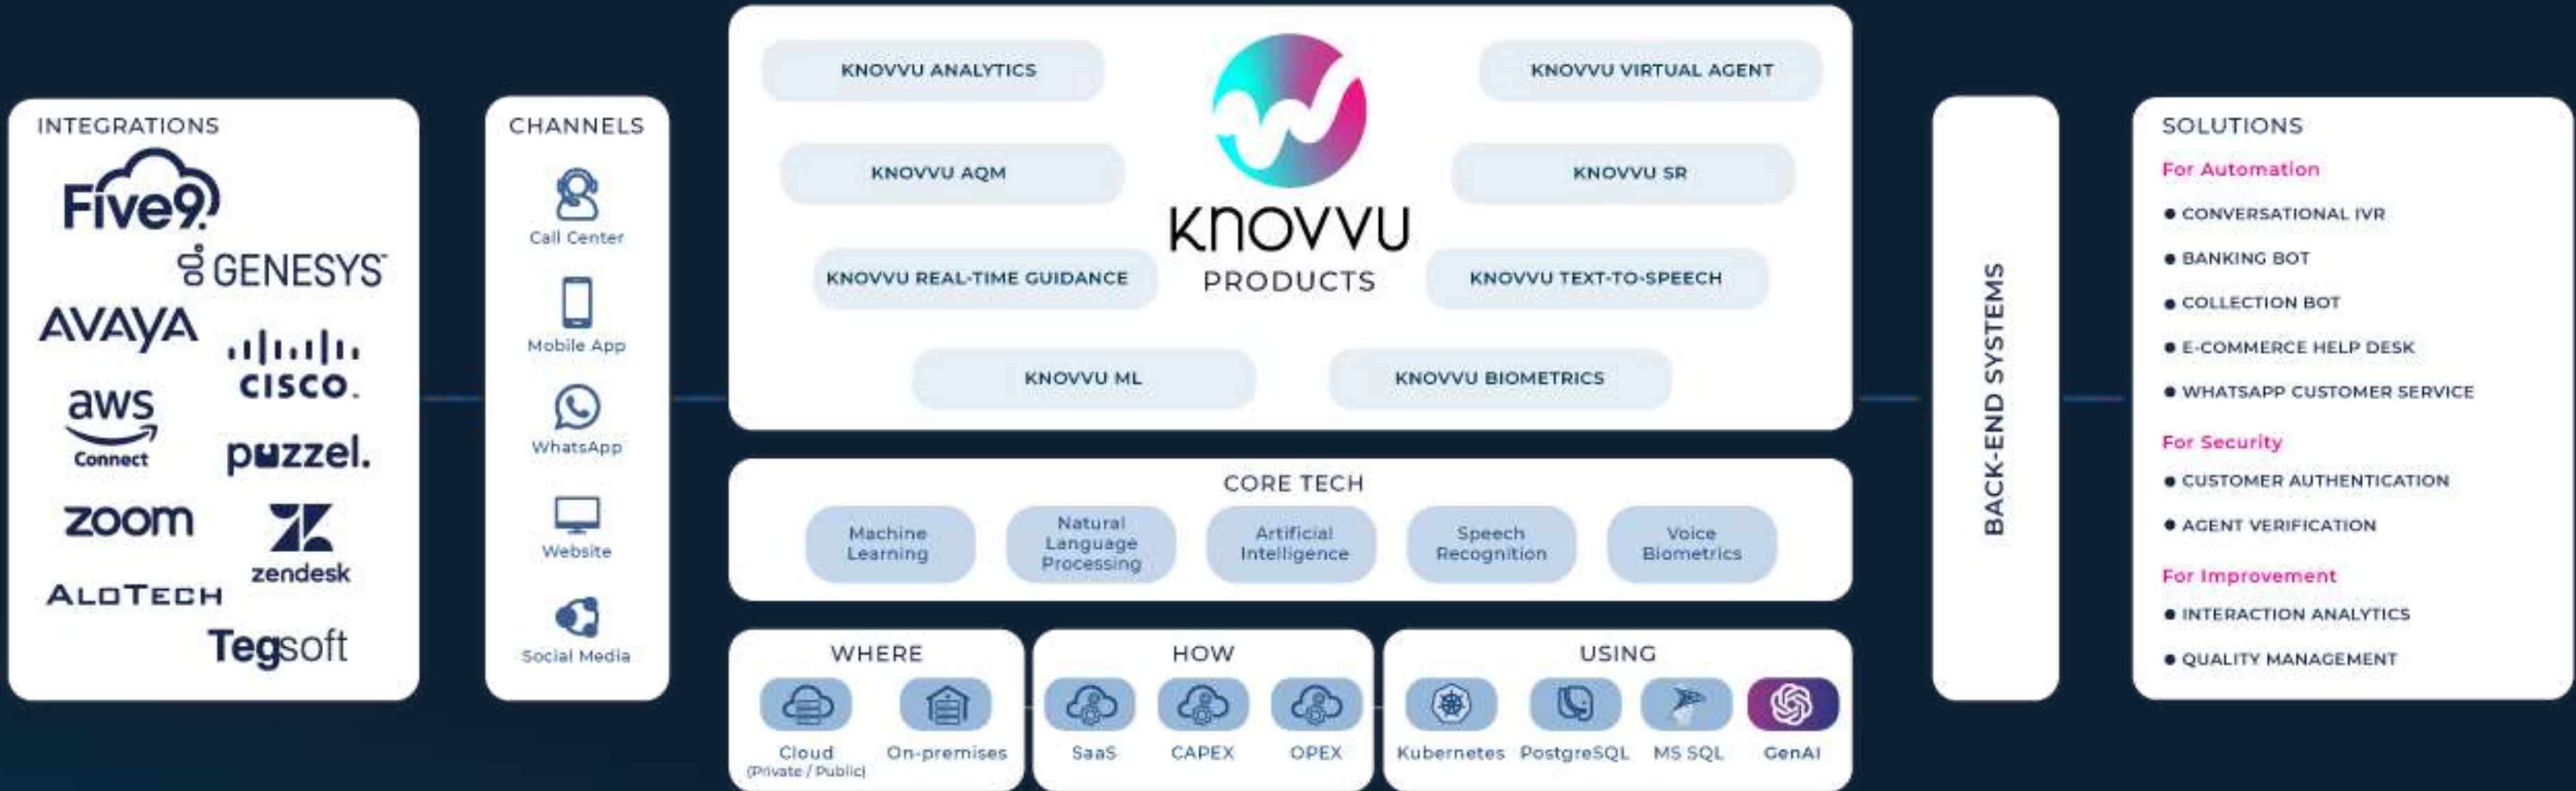 INTEGRATIONS
Five9
GENESYS
AVAYA
CISCO
aws
Connect
puzzel.
zoom
zendesk
ALOTECH
Tegsoft
CHANNELS
Call Center
Mobile App
WhatsApp
Website
Social Media
KNOVVU ANALYTICS
KNOVVU AQM
KNOVVU REAL-TIME GUIDANCE
KNOVVU ML
KNOVVU
PRODUCTS
KNOVVU VIRTUAL AGENT
KNOVVU SR
KNOVVU TEXT-TO-SPEECH
KNOVVU BIOMETRICS
CORE TECH
Machine
Learning
Natural
Language
Processing
Artificial
Intelligence
Speech
Recognition
Voice
Biometrics
WHERE
Cloud
(Private / Public)
On-premises
HOW
SaaS
CAPEX
OPEX
USING
Kubernetes
PostgreSQL
MS SQL
GenAI
BACK-END SYSTEMS
SOLUTIONS
For Automation
● CONVERSATIONAL IVR
● BANKING BOT
● COLLECTION BOT
● E-COMMERCE HELP DESK
● WHATSAPP CUSTOMER SERVICE
For Security
● CUSTOMER AUTHENTICATION
● AGENT VERIFICATION
For Improvement
● INTERACTION ANALYTICS
● QUALITY MANAGEMENT